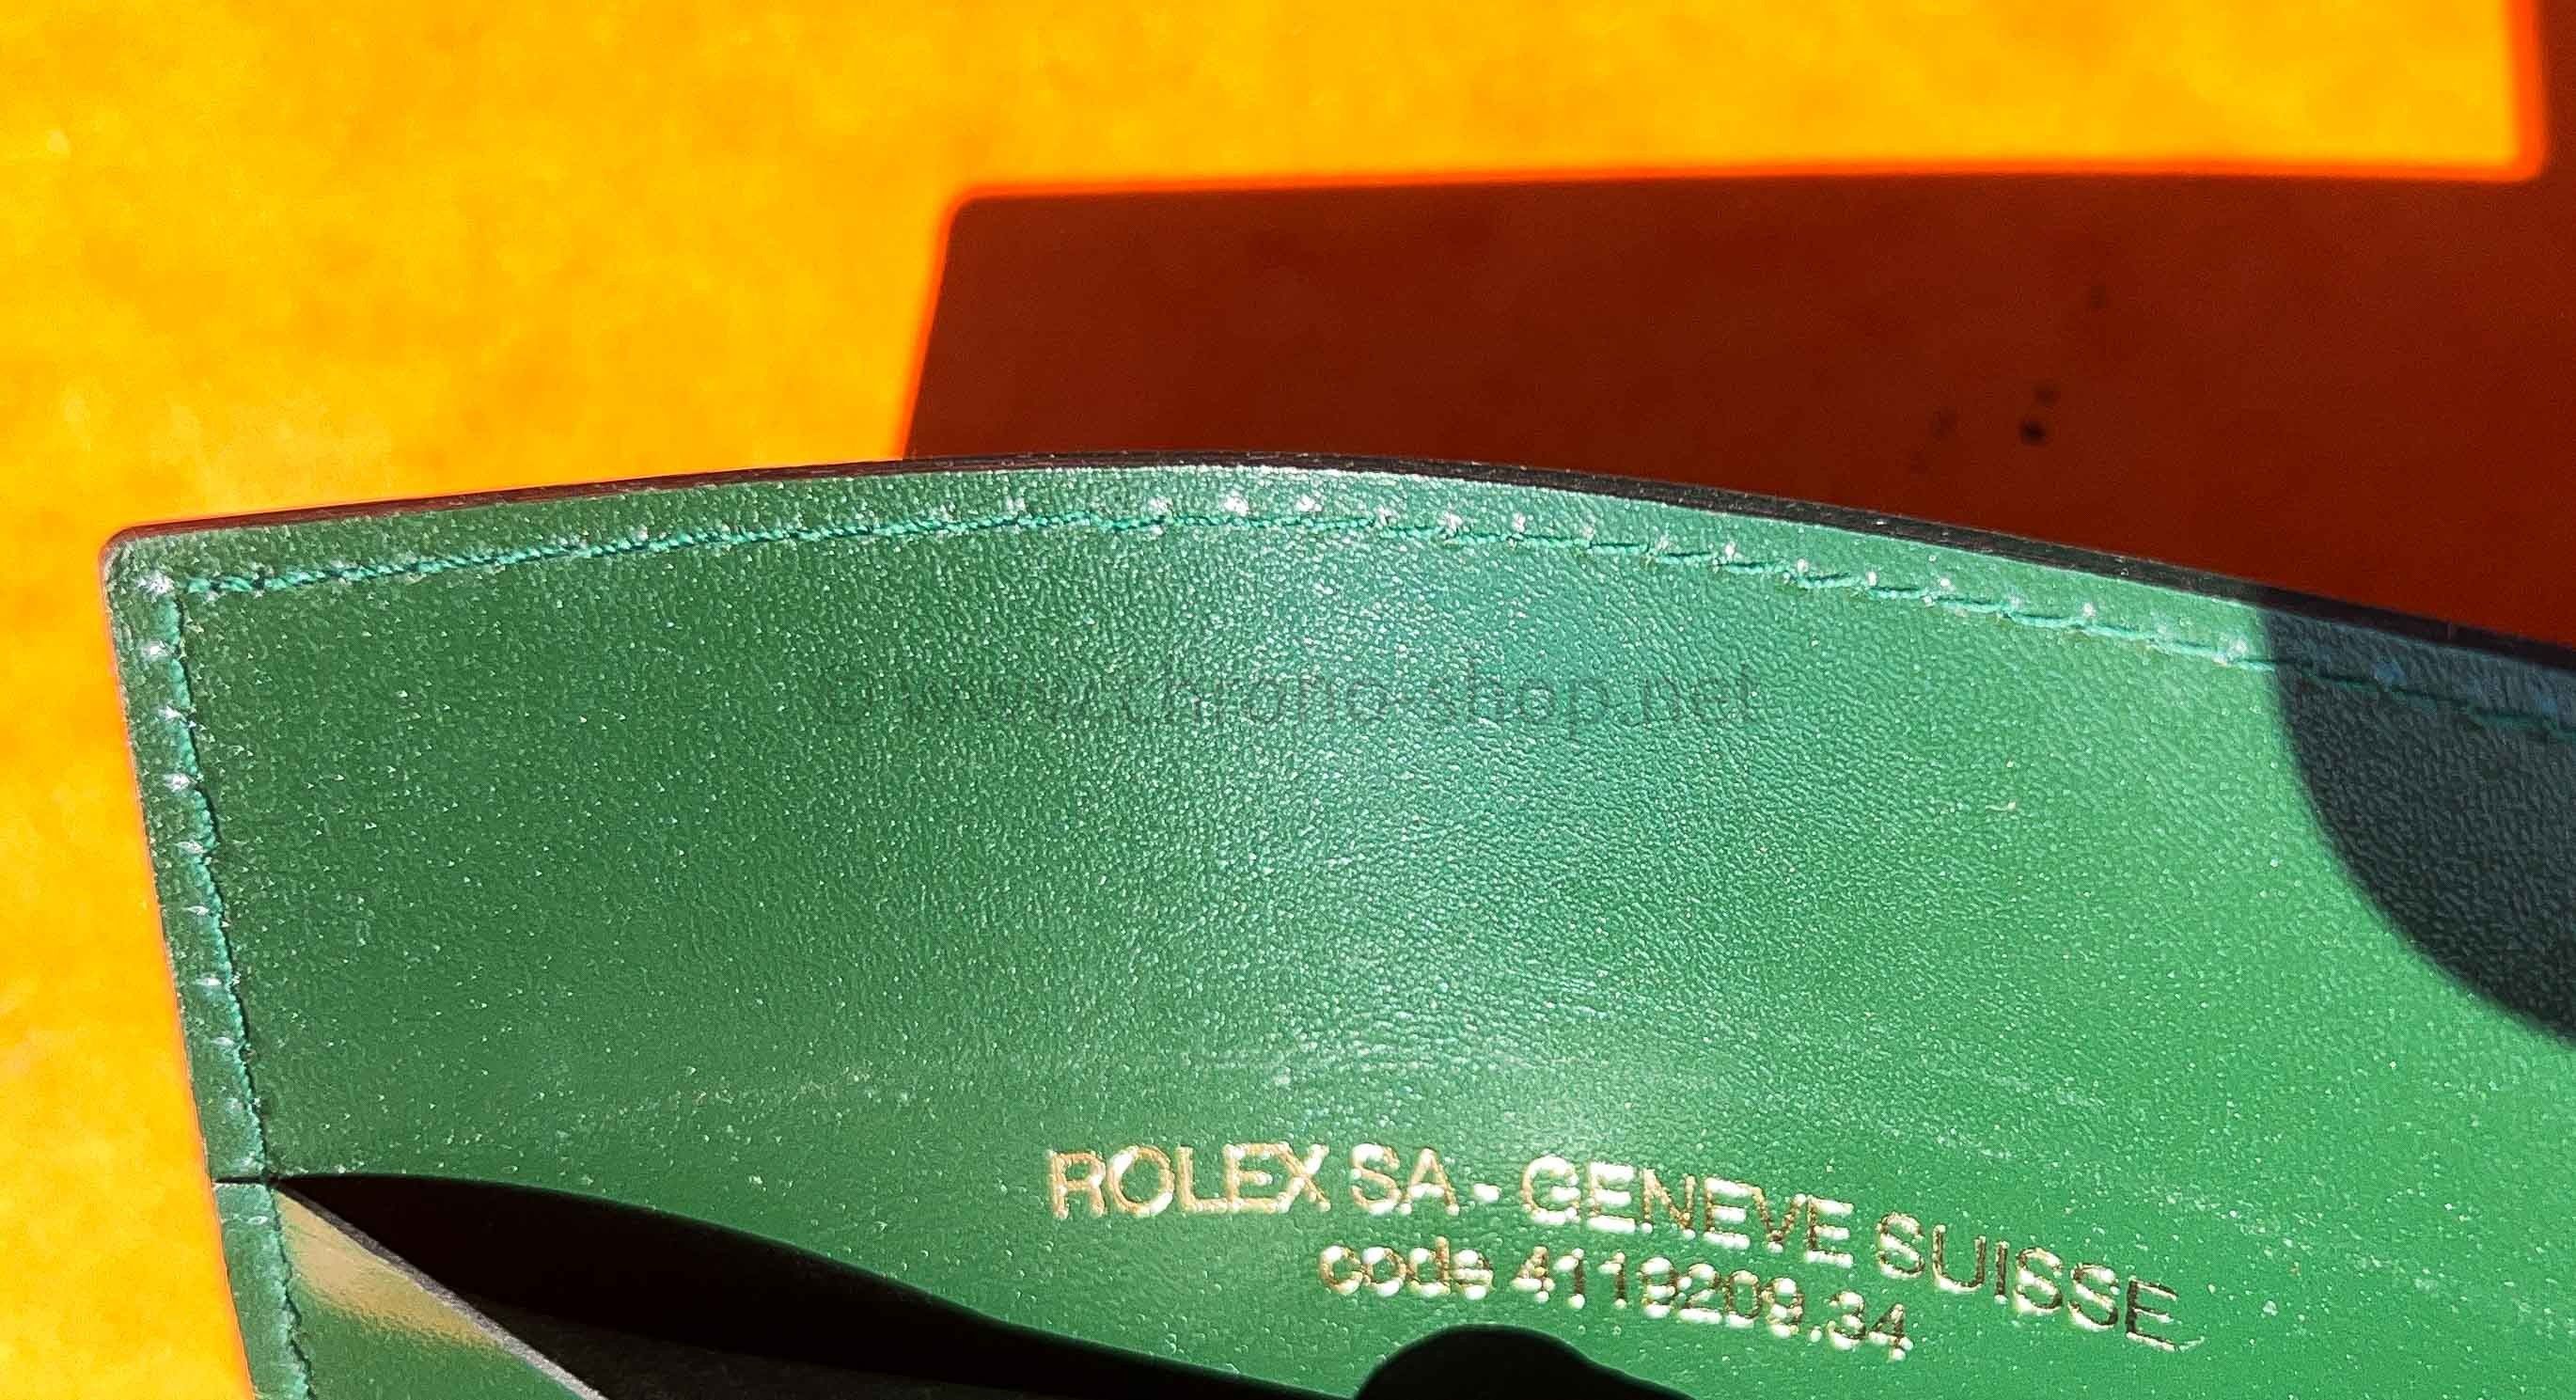 © www.chrono-shop.net
ROLEX SA - GENEVE SUISSE
code 4119209.34